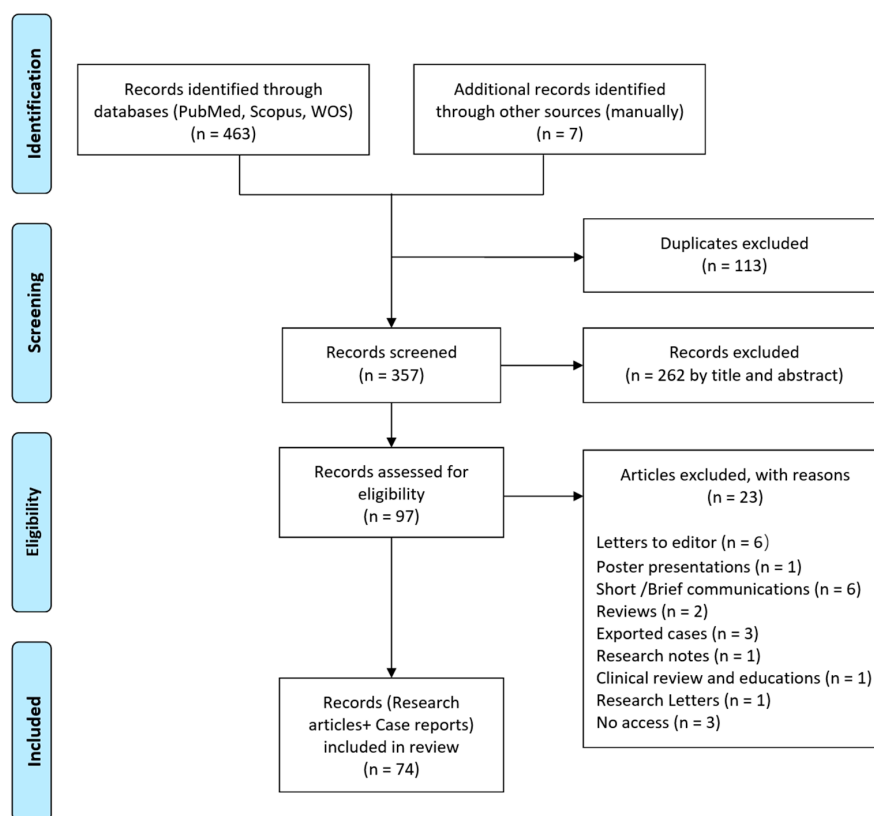 Identification
Records identified through
databases (PubMed, Scopus, WOS)
(n = 463)
Additional records identified
through other sources (manually)
(n = 7)
Screening
Duplicates excluded
(n = 113)
Records screened
(n = 357)
Records excluded
(n = 262 by title and abstract)
Eligibility
Records assessed for
eligibility
(n = 97)
Articles excluded, with reasons
(n = 23)
Letters to editor (n = 6)
Poster presentations (n = 1)
Short /Brief communications (n = 6)
Reviews (n = 2)
Exported cases (n = 3)
Research notes (n = 1)
Clinical review and educations (n = 1)
Research Letters (n = 1)
No access (n = 3)
Included
Records (Research
articles+ Case reports)
included in review
(n = 74)